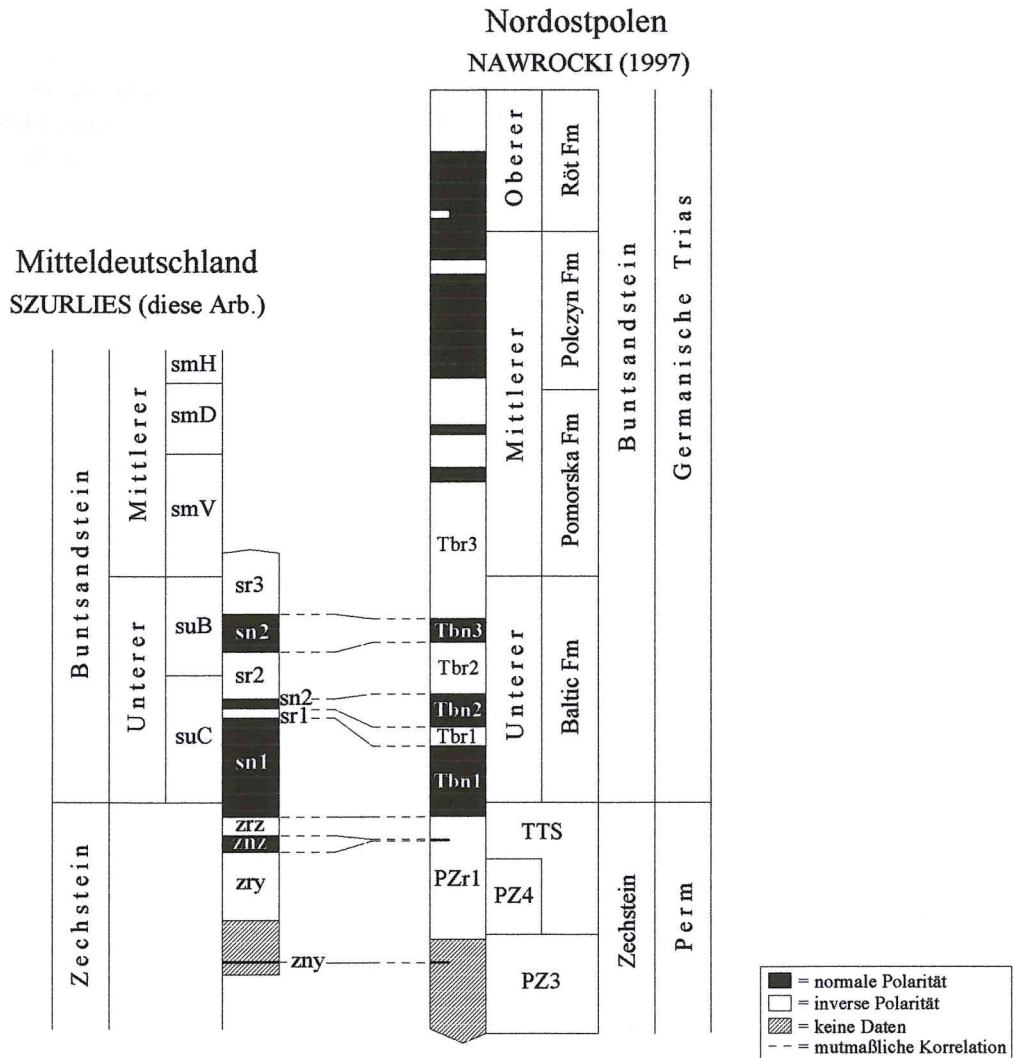 Nordostpolen
NAWROCKI (1997)
Mitteldeutschland
SZURLIES (diese Arb.)
Buntsandstein
Zechstein
Mittlerer
Unterer
smH
smD
smV
suB
suC
sr3
sn2
sr2
sn2
sr1
sn1
zrz
znz
zry
zny
Tbr3
Tbn3
Tbr2
Tbn2
Tbr1
Tbn1
PZr1
Oberer
Mittlerer
Unterer
Röt Fm
Polczyn Fm
Pomorska Fm
Baltic Fm
TTS
PZ4
PZ3
Buntsandstein
Zechstein
Germanische Trias
Perm
= normale Polarität
= inverse Polarität
= keine Daten
= mutmaßliche Korrelation